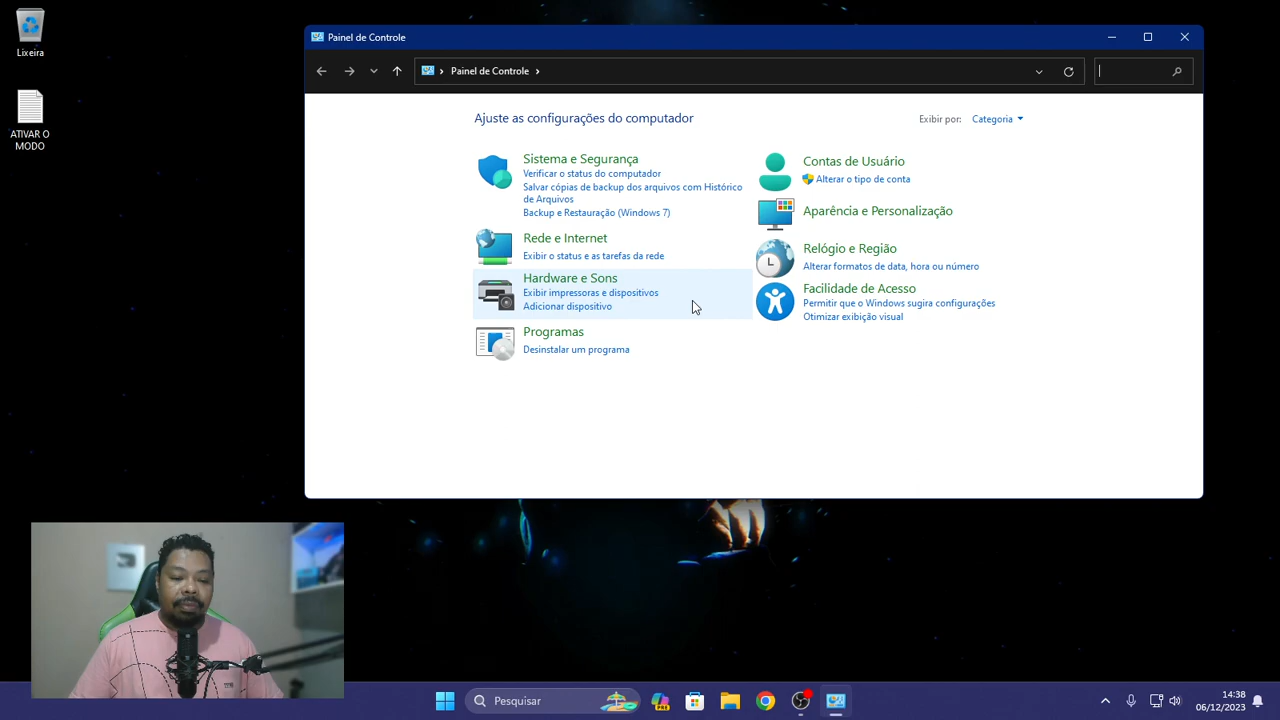 Lixeira
ATIVAR O
MODO
Painel de Controle
Painel de Controle
Ajuste as configurações do computador
Exibir por:
Categoria
Sistema e Segurança
Verificar o status do computador
Salvar cópias de backup dos arquivos com Histórico
de Arquivos
Backup e Restauração (Windows 7)
Rede e Internet
Exibir o status e as tarefas da rede
Hardware e Sons
Exibir impressoras e dispositivos
Adicionar dispositivo
Programas
Desinstalar um programa
Contas de Usuário
Alterar o tipo de conta
Aparência e Personalização
Relógio e Região
Alterar formatos de data, hora ou número
Facilidade de Acesso
Permitir que o Windows sugira configurações
Otimizar exibição visual
Pesquisar
14:38
06/12/2023